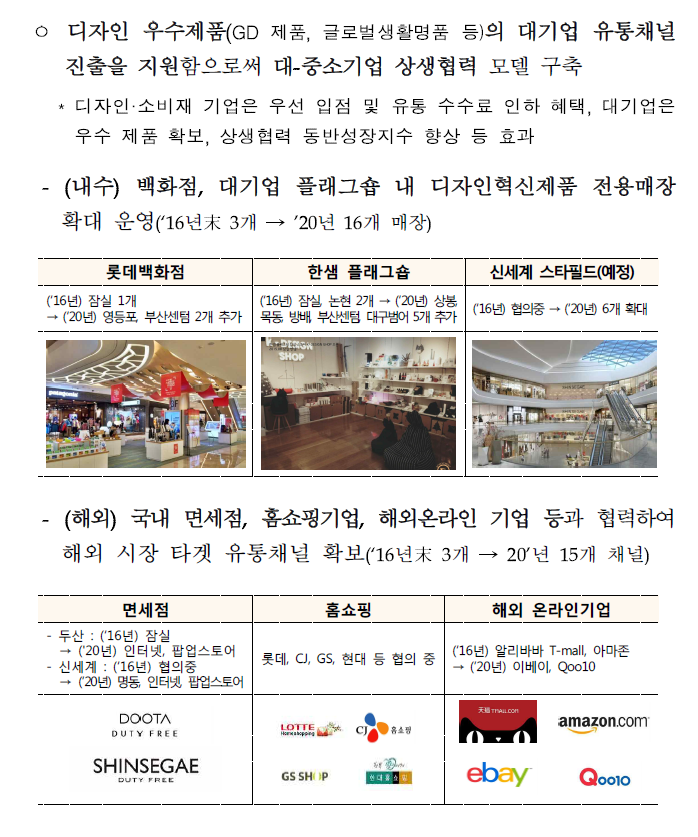 ㅇ 디자인 우수제품(GD 제품, 글로벌생활명품 등)의 대기업 유통채널
진출을 지원함으로써 대-중소기업 상생협력 모델 구축
* 디자인·소비재 기업은 우선 입점 및 유통 수수료 인하 혜택, 대기업은
우수 제품 확보, 상생협력 동반성장지수 향상 등 효과
- (내수) 백화점, 대기업 플래그숍 내 디자인혁신제품 전용매장
확대 운영(‘16년末 3개 → ’20년 16개 매장)
롯데백화점
한샘 플래그숍
신세계 스타필드(예정)
(‘16년) 잠실 1개
→ (‘20년) 영등포, 부산센텀 2개 추가
(‘16년) 잠실, 논현 2개 → (‘20년) 상봉,
목동, 방배, 부산센텀, 대구범어 5개 추가
(‘16년) 협의중 → (‘20년) 6개 확대
K-DESIGN
SHOP
- (해외) 국내 면세점, 홈쇼핑기업, 해외온라인 기업 등과 협력하여
해외 시장 타겟 유통채널 확보(‘16년末 3개 → 20’년 15개 채널)
면세점
홈쇼핑
해외 온라인기업
- 두산 : (‘16년) 잠실
→ (‘20년) 인터넷, 팝업스토어
- 신세계 : (‘16년) 협의중
→ (‘20년) 명동, 인터넷, 팝업스토어
롯데, CJ, GS, 현대 등 협의 중
(‘16년) 알리바바 T-mall, 아마존
→ (‘20년) 이베이, Qoo10
DOOTA
DUTY FREE
SHINSEGAE
DUTY FREE
LOTTE
Homeshopping
CJ 홈쇼핑
GS SHOP
현대홈쇼핑
天猫 TMALL.COM
amazon.com
ebay
Qoo10